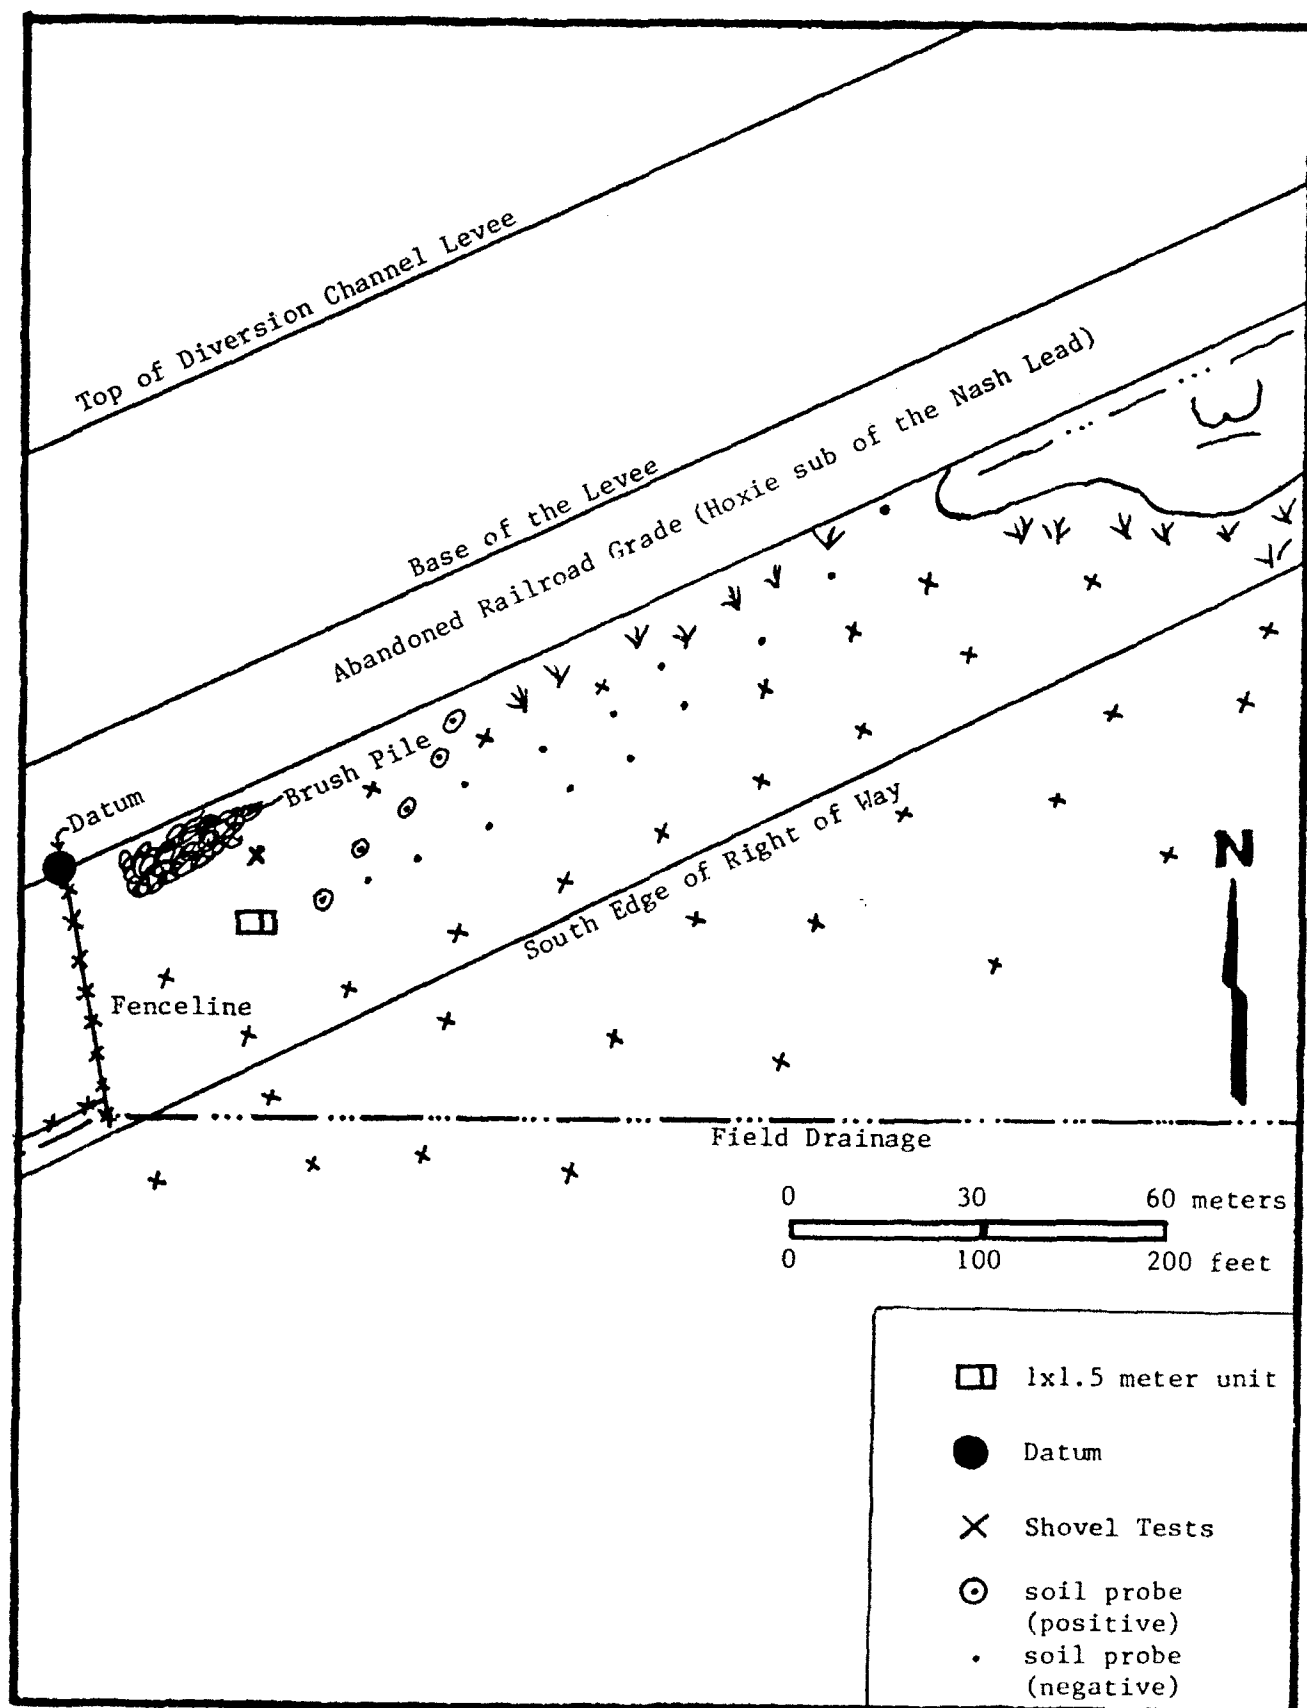 Top of Diversion Channel Levee
Base of the Levee
Abandoned Railroad Grade (Hoxie sub of the Nash Lead)
Brush Pile
Datum
South Edge of Right of Way
N
Fenceline
Field Drainage
0 30 60 meters
0 100 200 feet
1x1.5 meter unit
Datum
Shovel Tests
soil probe
(positive)
soil probe
(negative)